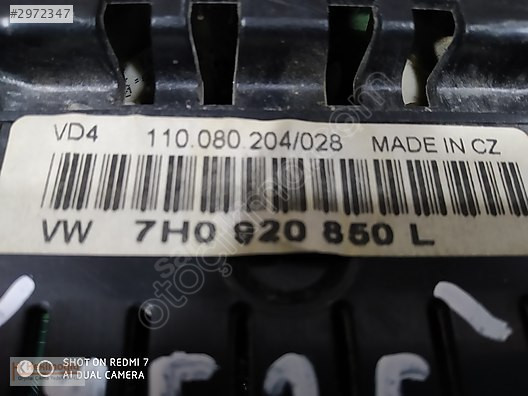 #2972347
VD4 110.080.204/028 MADE IN CZ
VW 7H0 920 850 L
SHOT ON REDMI 7
AI DUAL CAMERA